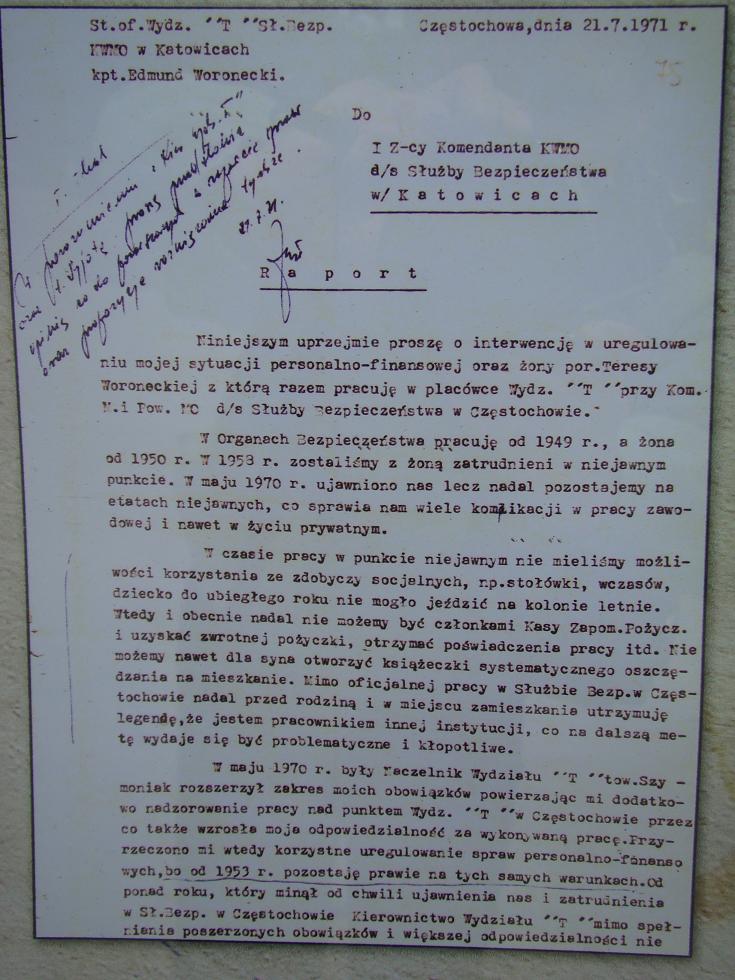 St.of.Wydz. ´´T ´´Sł.Bezp. Częstochowa,dnia 21.7.1971 r.
KWMO w Katowicach
kpt.Edmund Woronecki.
75
Do
I Z-cy Komendanta KWMO
d/s Służby Bezpieczeństwa
w/ K a t o w i c a c h
W porozumieniu
proszę
27.7.71.
R a p o r t
Niniejszym uprzejmie proszę o interwencję w uregulowa-
niu mojej sytuacji personalno-finansowej oraz żony por.Teresy
Woroneckiej z którą razem pracuję w placówce Wydz. ´´T ´´przy Kom.
M.i Pow. MO d/s Służby Bezpieczeństwa w Częstochowie.
W Organach Bezpieczeństwa pracuję od 1949 r., a żona
od 1950 r. W 1958 r. zostaliśmy z żoną zatrudnieni w niejawnym
punkcie. W maju 1970 r. ujawniono nas lecz nadal pozostajemy na
etatach niejawnych, co sprawia nam wiele komplikacji w pracy zawo-
dowej i nawet w życiu prywatnym.
W czasie pracy w punkcie niejawnym nie mieliśmy możli-
wości korzystania ze zdobyczy socjalnych, np.stołówki, wczasów,
dziecko do ubiegłego roku nie mogło jeździć na kolonie letnie.
Wtedy i obecnie nadal nie możemy być członkami Kasy Zapom.Pożycz.
i uzyskać zwrotnej pożyczki, otrzymać poświadczenia pracy itd. Nie
możemy nawet dla syna otworzyć książeczki systematycznego oszczę-
dzania na mieszkanie. Mimo oficjalnej pracy w Służbie Bezp.w Częs-
tochowie nadal przed rodziną i w miejscu zamieszkania utrzymuję
legendę,że jestem pracownikiem innej instytucji, co na dalszą me-
tę wydaje się być problematyczne i kłopotliwe.
W maju 1970 r. były Naczelnik Wydziału ´´T ´´tow.Szy -
moniak rozszerzył zakres moich obowiązków powierzając mi dodatko-
wo nadzorowanie pracy nad punktem Wydz. ´´T ´´w Częstochowie przez
co także wzrosła moja odpowiedzialność za wykonywaną pracę.Przy-
rzeczono mi wtedy korzystne uregulowanie spraw personalno-finanso
wych,bo od 1953 r. pozostaję prawie na tych samych warunkach.Od
ponad roku, który minął od chwili ujawnienia nas i zatrudnienia
w Sł.Bezp. w Częstochowie Kierownictwo Wydziału ´´T ´´mimo speł-
niania poszerzonych obowiązków i większej odpowiedzialności nie